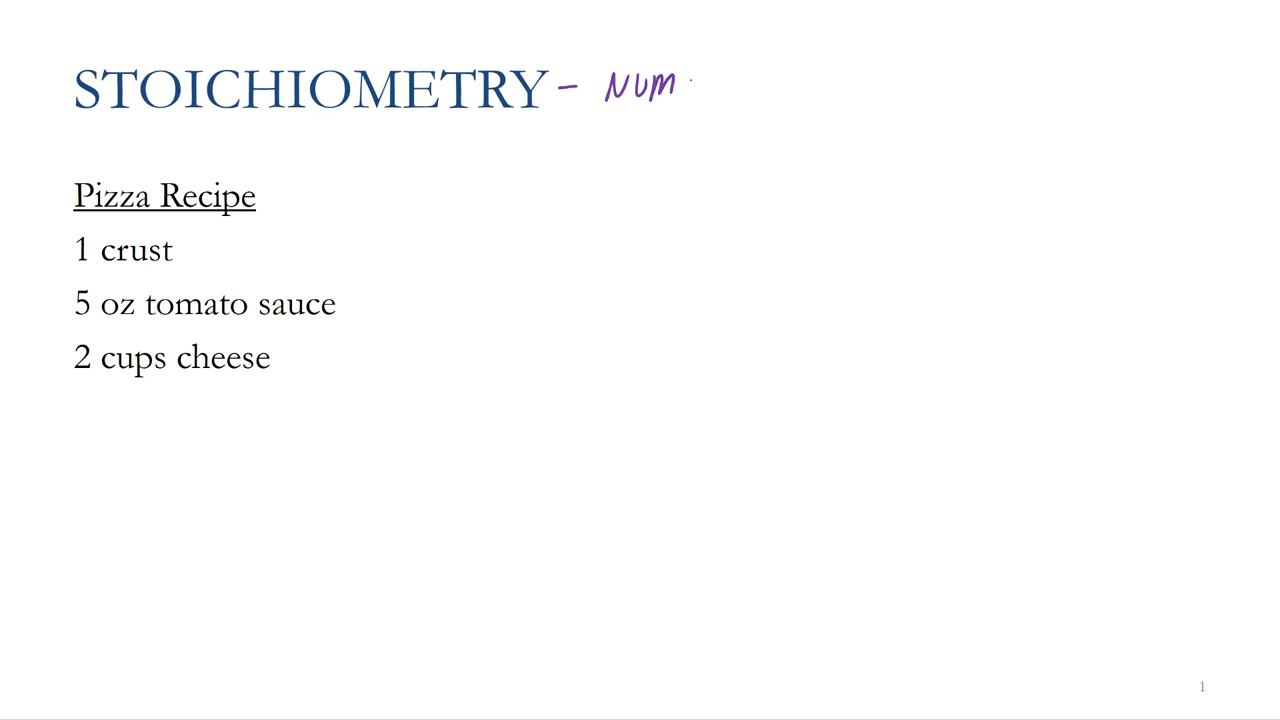 STOICHIOMETRY - NUM
Pizza Recipe
1 crust
5 oz tomato sauce
2 cups cheese
1